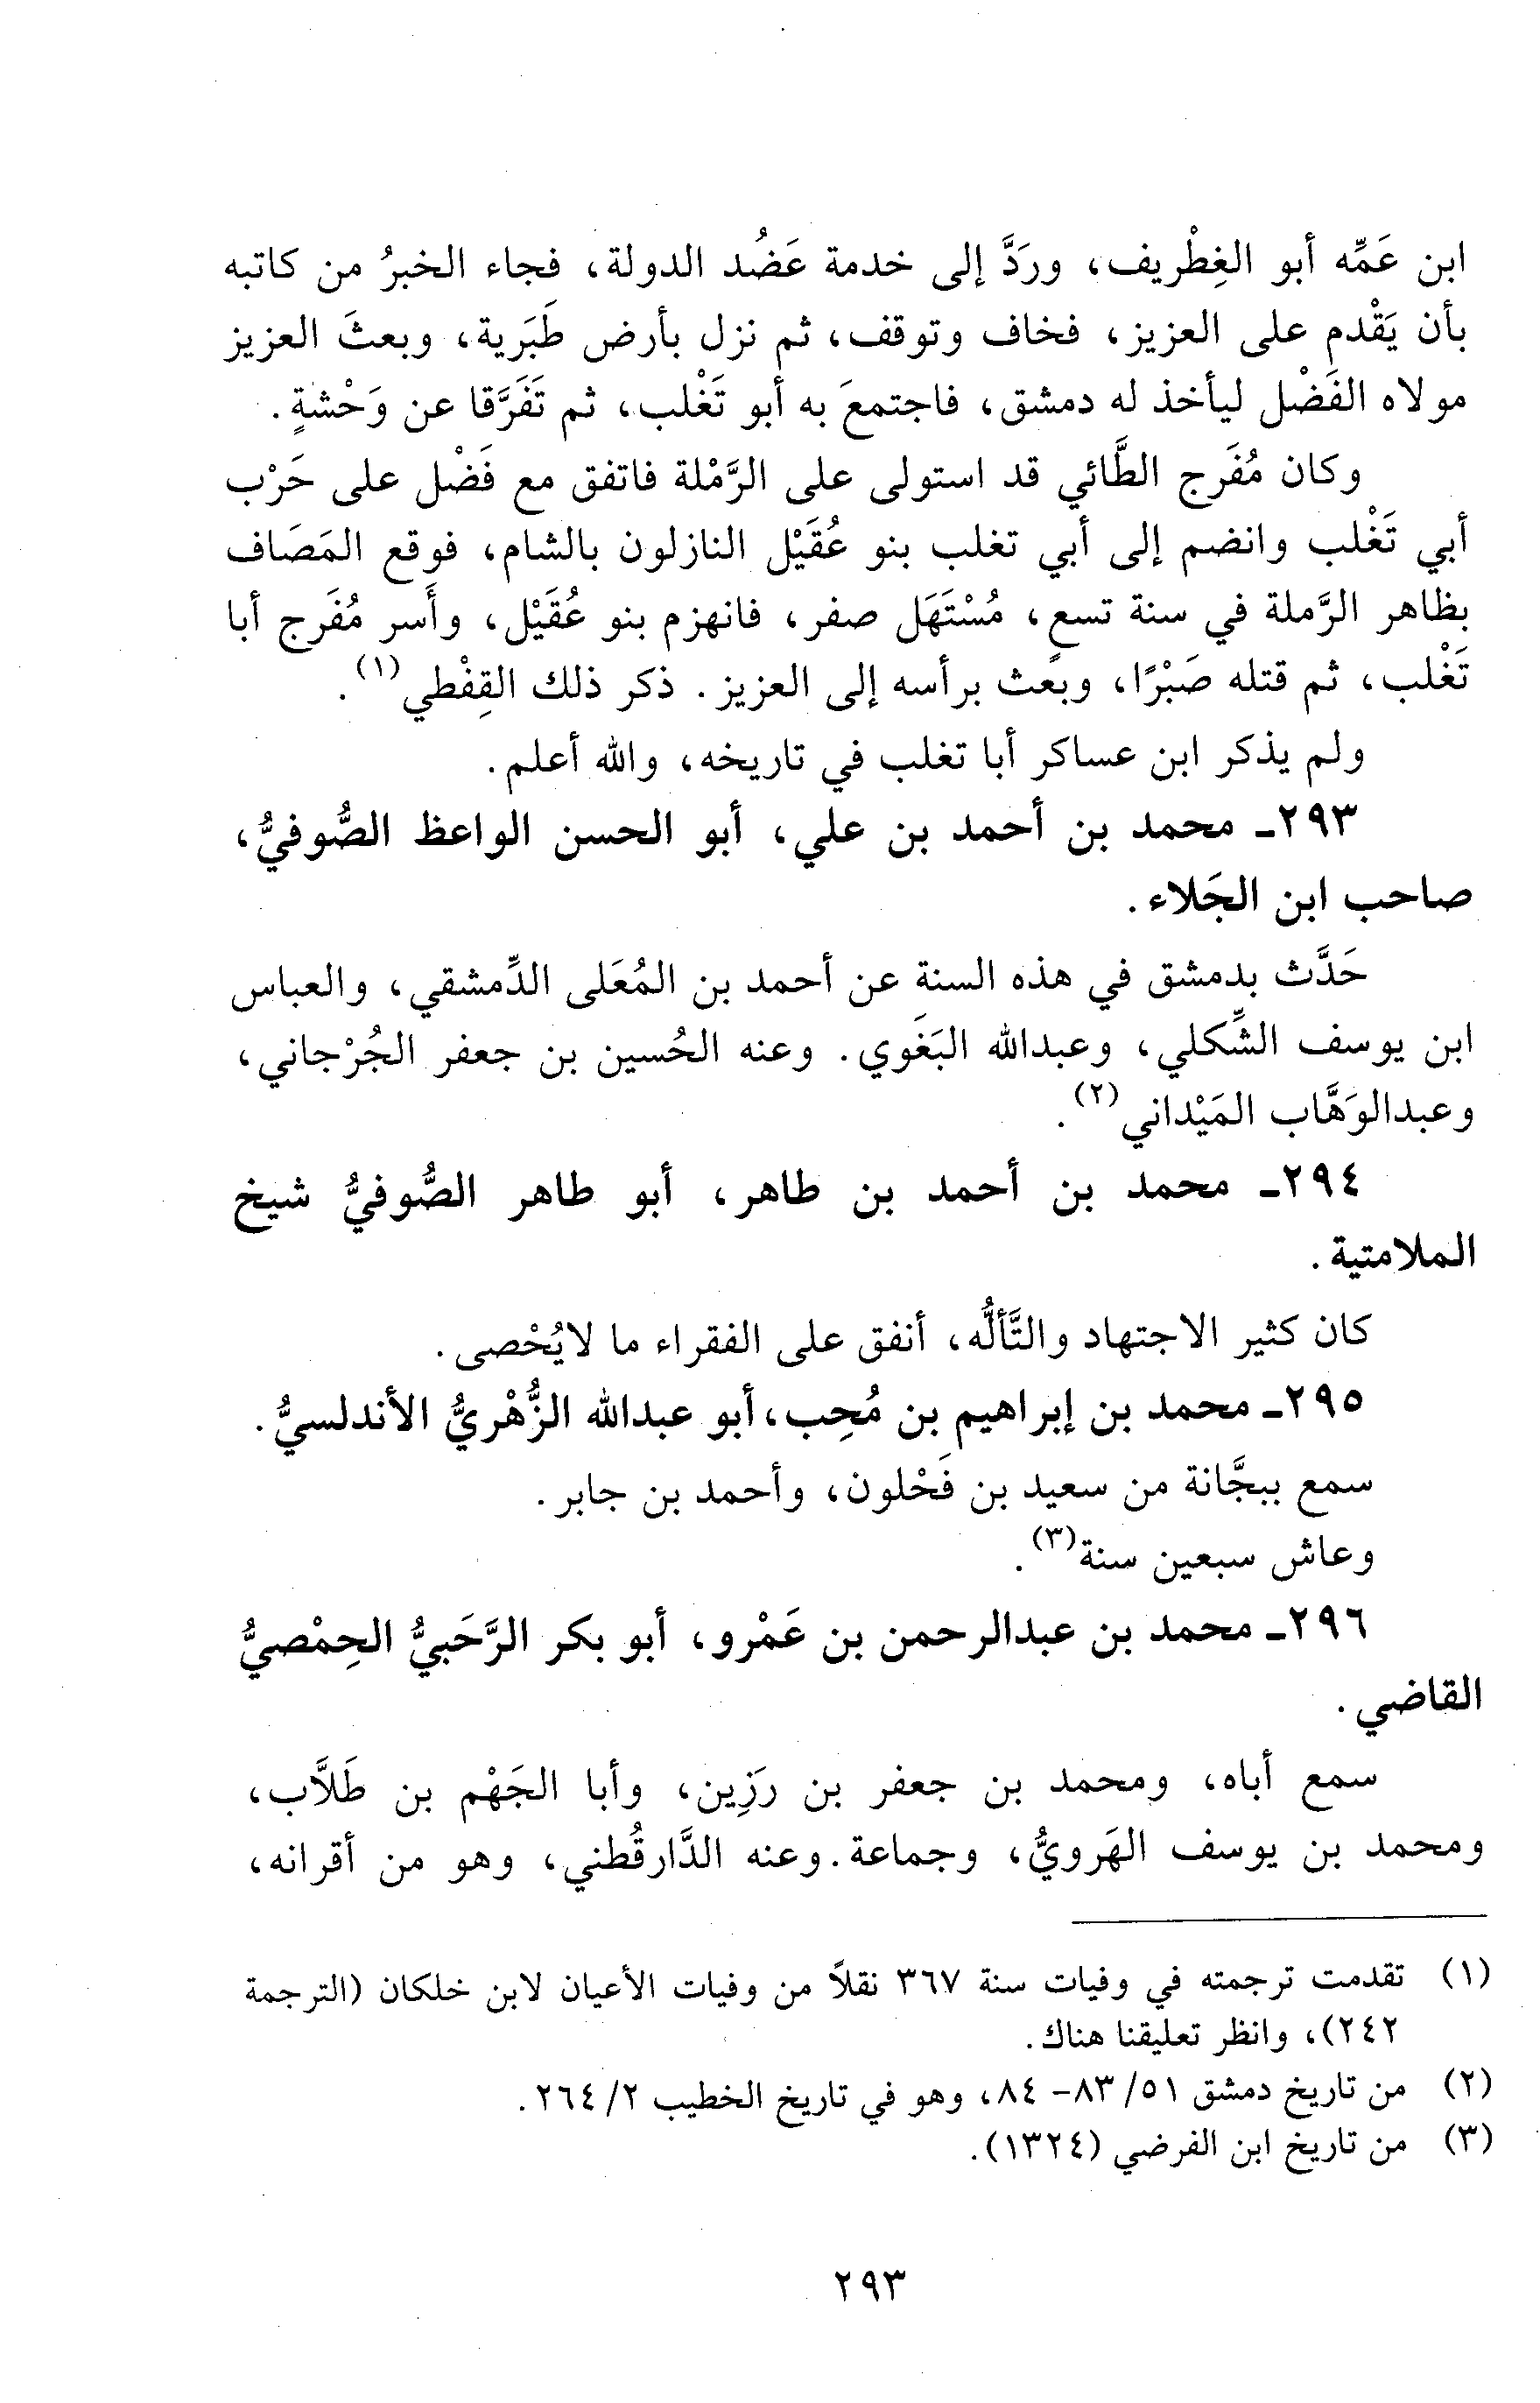 ابن عَمِّه أبو الغِطْريف، وردَّ إلى خدمة عَضُد الدولة، فجاء الخبرُ من كاتبه
بأن يَقْدم على العزيز، فخاف وتوقف، ثم نزل بأرض طَبَرية، وبعثَ العزيز
مولاه الفَضْل ليأخذ له دمشق، فاجتمعَ به أبو تَغْلب، ثم تَفَرَّقا عن وَحْشةٍ.
وكان مُفَرج الطَّائي قد استولى على الرَّمْلة فاتفق مع فَضْل على حَرْب
أبي تَغْلب وانضم إلى أبي تغلب بنو عُقَيْل النازلون بالشام، فوقع المَصَاف
بظاهر الرَّملة في سنة تسعٍ، مُسْتَهَل صفر، فانهزم بنو عُقَيْل، وأَسر مُفَرج أبا
تَغْلب، ثم قتله صَبْرًا، وبعث برأسه إلى العزيز. ذكر ذلك القِفْطي(١).
ولم يذكر ابن عساكر أبا تغلب في تاريخه، والله أعلم.
٢٩٣ـ محمد بن أحمد بن علي، أبو الحسن الواعظ الصُّوفيُّ،
صاحب ابن الجَلاء.
حَدَّث بدمشق في هذه السنة عن أحمد بن المُعَلى الدِّمشقي، والعباس
ابن يوسف الشِّكلي، وعبدالله البَغَوي. وعنه الحُسين بن جعفر الجُرْجاني،
وعبدالوَهَّاب المَيْداني(٢).
٢٩٤ـ محمد بن أحمد بن طاهر، أبو طاهر الصُّوفيُّ شيخ
الملامتية.
كان كثير الاجتهاد والتَّألُّه، أنفق على الفقراء ما لايُحْصى.
٢٩٥ـ محمد بن إبراهيم بن مُحِب، أبو عبدالله الزُّهْريُّ الأندلسيُّ.
سمع ببجَّانة من سعيد بن فَحْلون، وأحمد بن جابر.
وعاش سبعين سنة(٣).
٢٩٦ـ محمد بن عبدالرحمن بن عَمْرو، أبو بكر الرَّحَبيُّ الحِمْصيُّ
القاضي.
سمع أباه، ومحمد بن جعفر بن رَزِين، وأبا الجَهْم بن طَلاَّب،
ومحمد بن يوسف الهَرويُّ، وجماعة. وعنه الدَّارقُطني، وهو من أقرانه،
(١) تقدمت ترجمته في وفيات سنة ٣٦٧ نقلاً من وفيات الأعيان لابن خلكان (الترجمة
٢٤٢)، وانظر تعليقنا هناك.
(٢) من تاريخ دمشق ٥١/ ٨٣- ٨٤، وهو في تاريخ الخطيب ٢/ ٢٦٤.
(٣) من تاريخ ابن الفرضي (١٣٢٤).
٢٩٣